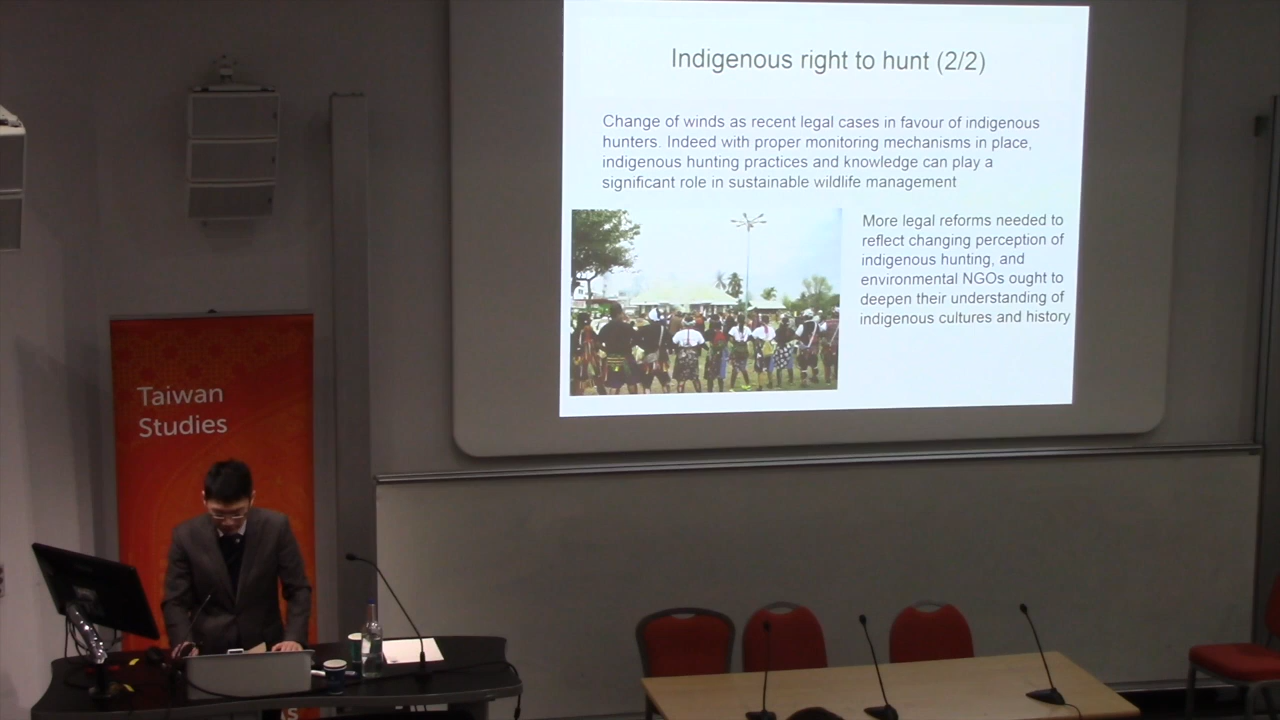 Indigenous right to hunt (2/2)
Change of winds as recent legal cases in favour of indigenous
hunters. Indeed with proper monitoring mechanisms in place,
indigenous hunting practices and knowledge can play a
significant role in sustainable wildlife management
More legal reforms needed to
reflect changing perception of
indigenous hunting, and
environmental NGOs ought to
deepen their understanding of
indigenous cultures and history
Taiwan
Studies